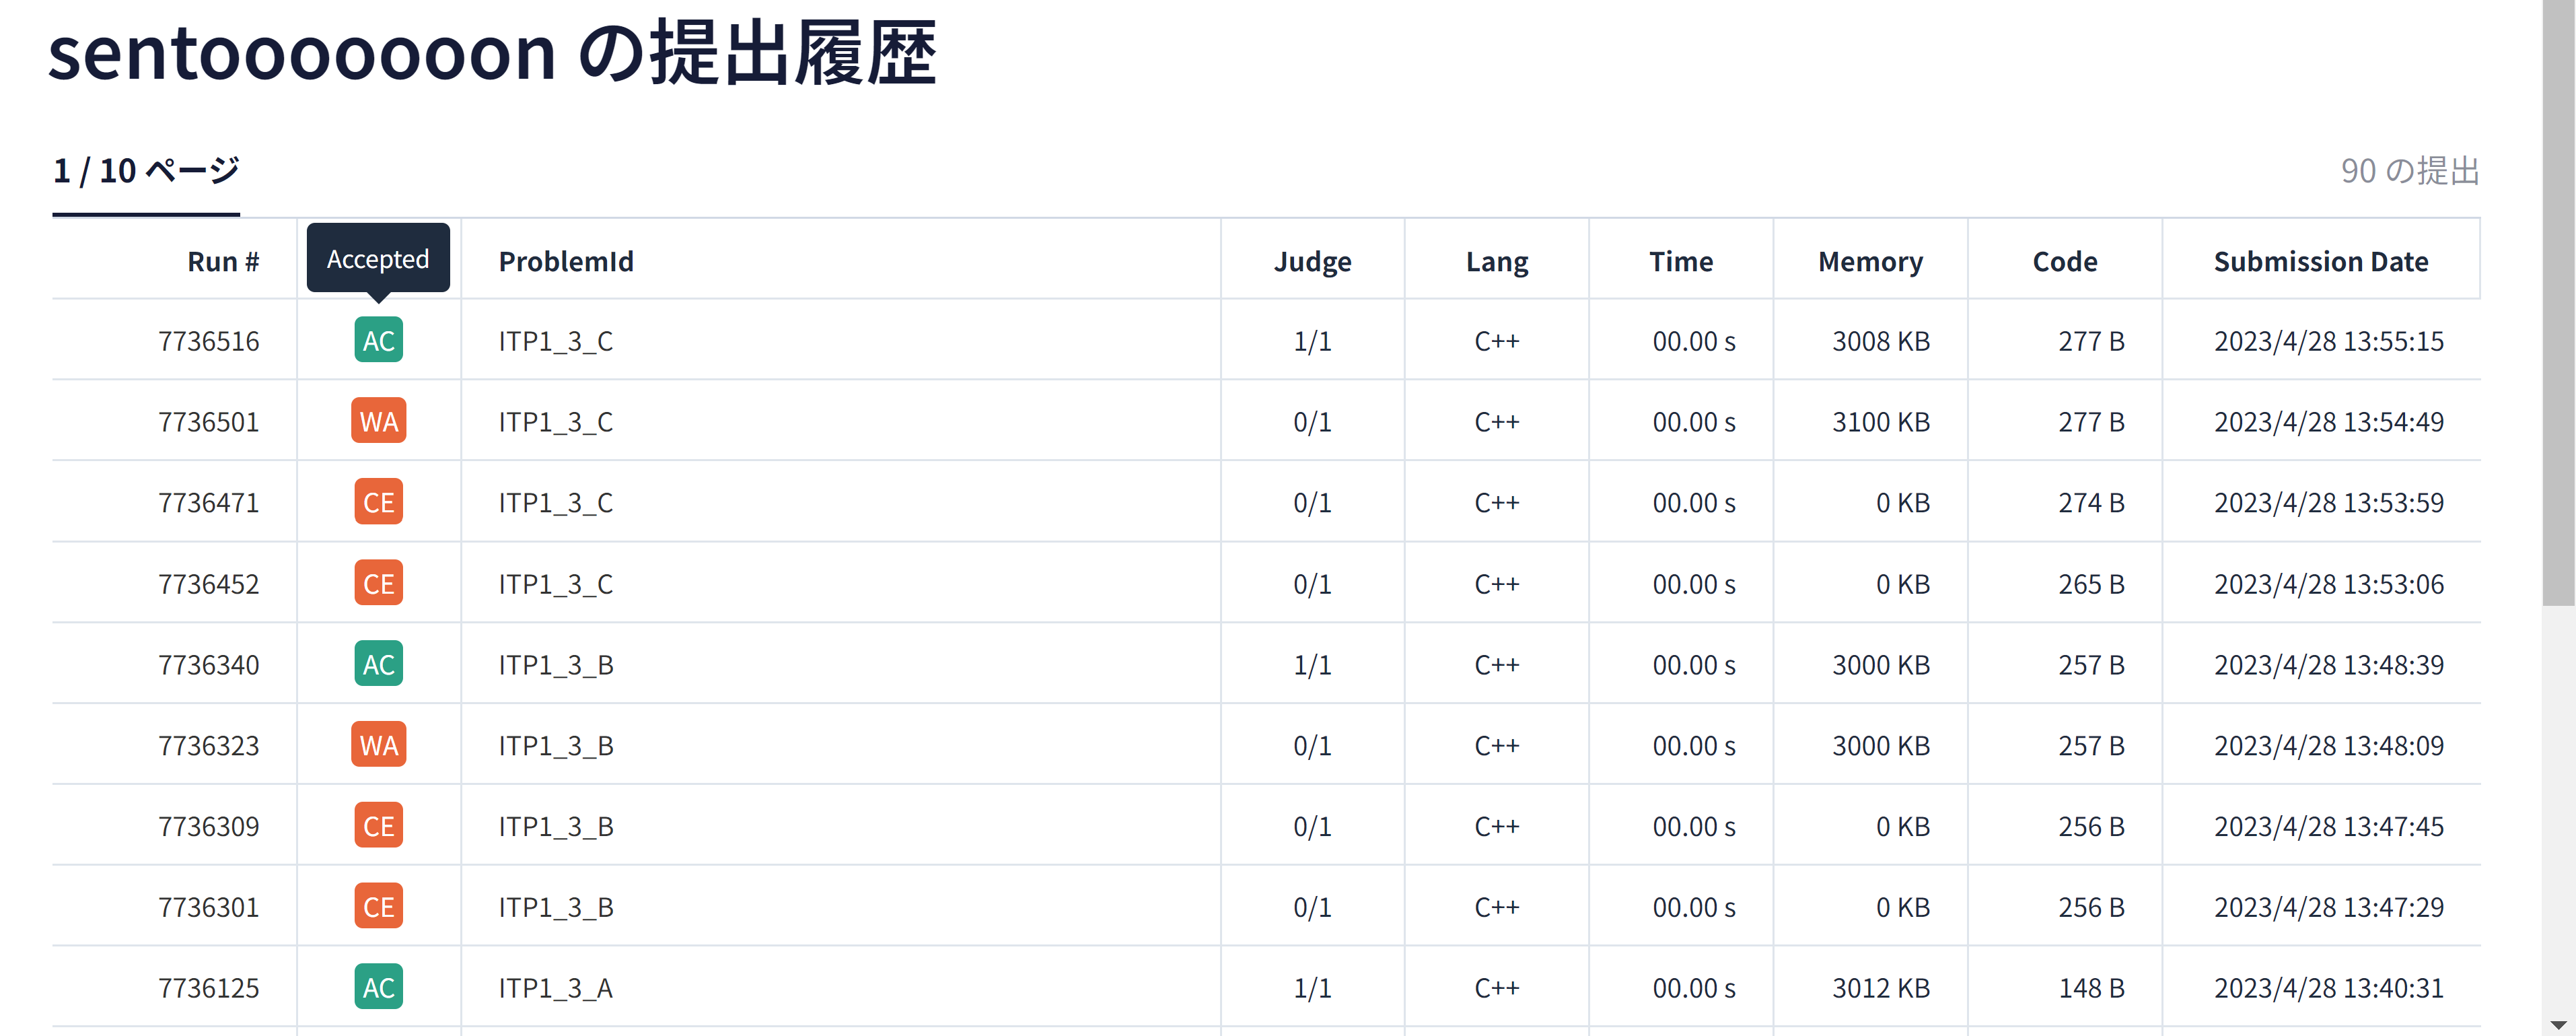 sentooooooon の提出履歴
1 / 10 ページ
90 の提出
Run # Accepted ProblemId Judge Lang Time Memory Code Submission Date
7736516 AC ITP1_3_C 1/1 C++ 00.00 s 3008 KB 277 B 2023/4/28 13:55:15
7736501 WA ITP1_3_C 0/1 C++ 00.00 s 3100 KB 277 B 2023/4/28 13:54:49
7736471 CE ITP1_3_C 0/1 C++ 00.00 s 0 KB 274 B 2023/4/28 13:53:59
7736452 CE ITP1_3_C 0/1 C++ 00.00 s 0 KB 265 B 2023/4/28 13:53:06
7736340 AC ITP1_3_B 1/1 C++ 00.00 s 3000 KB 257 B 2023/4/28 13:48:39
7736323 WA ITP1_3_B 0/1 C++ 00.00 s 3000 KB 257 B 2023/4/28 13:48:09
7736309 CE ITP1_3_B 0/1 C++ 00.00 s 0 KB 256 B 2023/4/28 13:47:45
7736301 CE ITP1_3_B 0/1 C++ 00.00 s 0 KB 256 B 2023/4/28 13:47:29
7736125 AC ITP1_3_A 1/1 C++ 00.00 s 3012 KB 148 B 2023/4/28 13:40:31